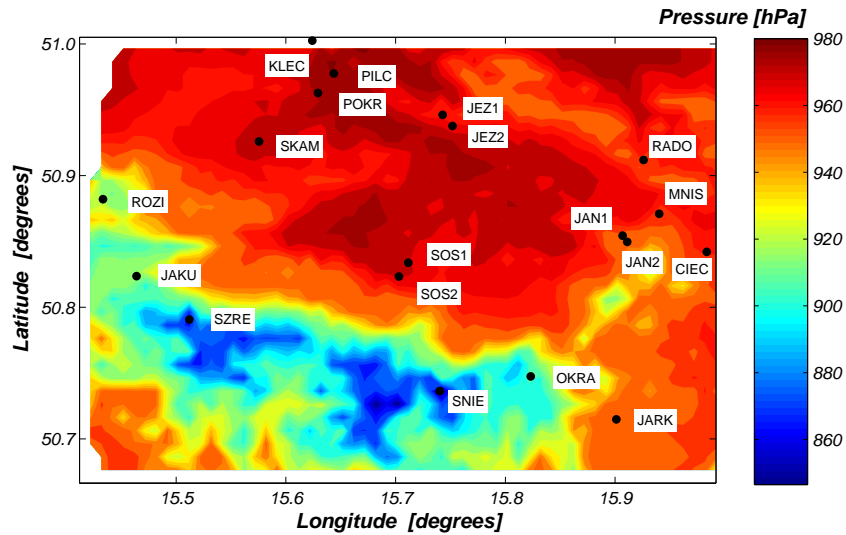 Pressure [hPa]
51.0
50.9
50.8
50.7
KLEC
PILC
POKR
JEZ1
JEZ2
SKAM
RADO
ROZI
MNIS
JAN1
JAN2
CIEC
SOS1
SOS2
JAKU
SZRE
OKRA
SNIE
JARK
980
960
940
920
900
880
860
15.5
15.6
15.7
15.8
15.9
Latitude [degrees]
Longitude [degrees]